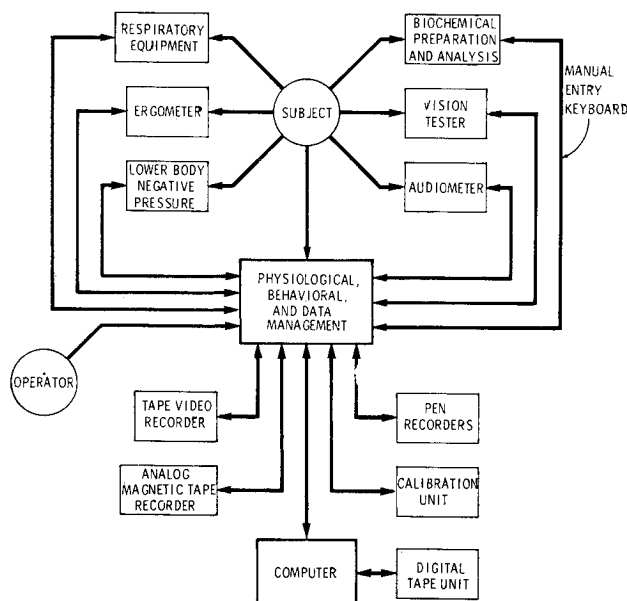 RESPIRATORY
EQUIPMENT
BIOCHEMICAL
PREPARATION
AND ANALYSIS
MANUAL
ENTRY
KEYBOARD
ERGOMETER
SUBJECT
VISION
TESTER
LOWER BODY
NEGATIVE
PRESSURE
AUDIOMETER
PHYSIOLOGICAL,
BEHAVIORAL,
AND DATA
MANAGEMENT
OPERATOR
TAPE VIDEO
RECORDER
PEN
RECORDERS
ANALOG
MAGNETIC TAPE
RECORDER
CALIBRATION
UNIT
COMPUTER
DIGITAL
TAPE UNIT